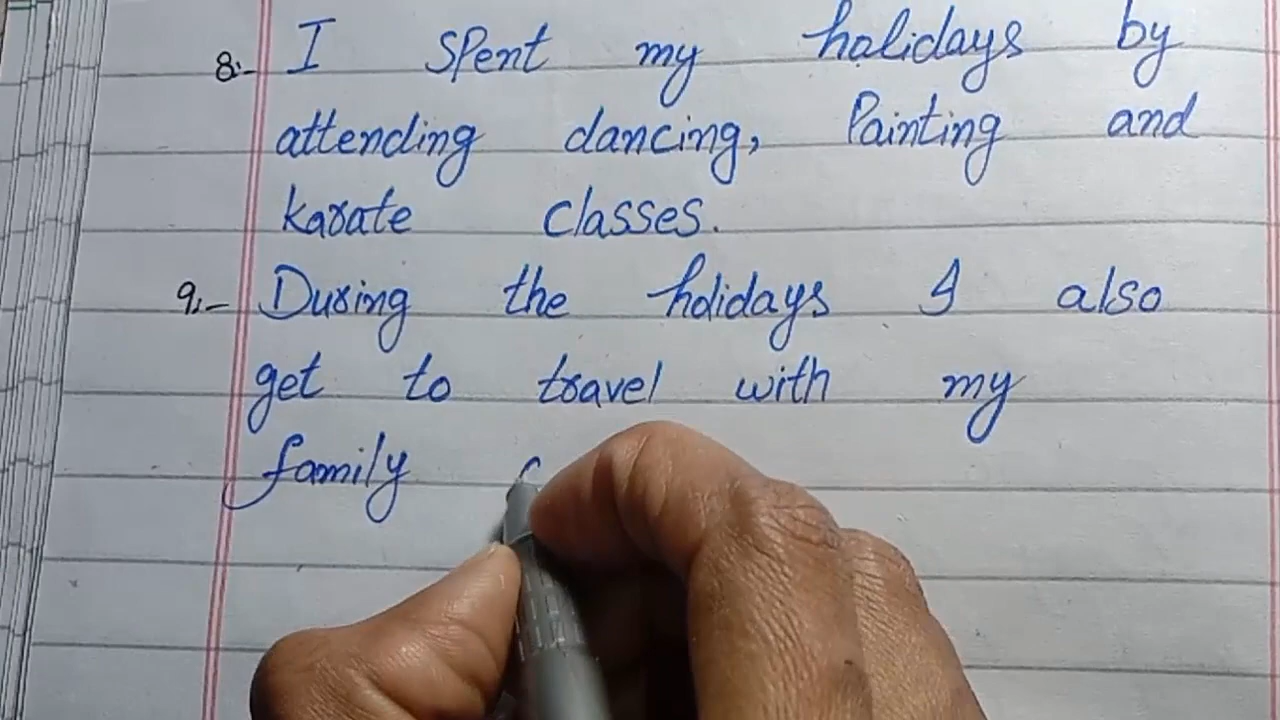 8:- I spent my holidays by
attending dancing, Painting and
karate classes.
9:- During the holidays I also
get to travel with my
family